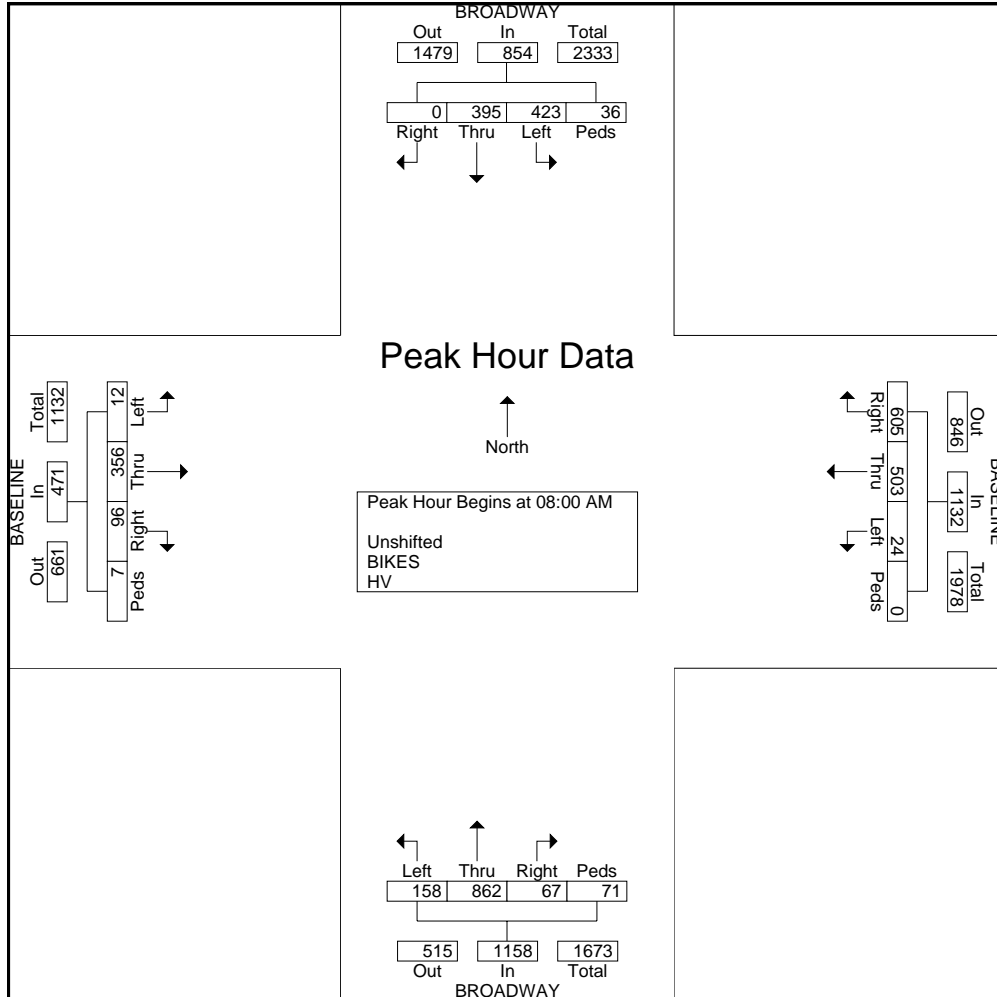 BROADWAY
Out In Total
1479 854 2333
0 395 423 36
Right Thru Left Peds
Peak Hour Data
North
Peak Hour Begins at 08:00 AM
Unshifted
BIKES
HV
BASELINE
Total In Out
1132 471 661
12 356 96 7
Left Thru Right Peds
Right Thru Left Peds
605 503 24 0
846 1132 1978
Out In Total
BASELINE
Left Thru Right Peds
158 862 67 71
515 1158 1673
Out In Total
BROADWAY